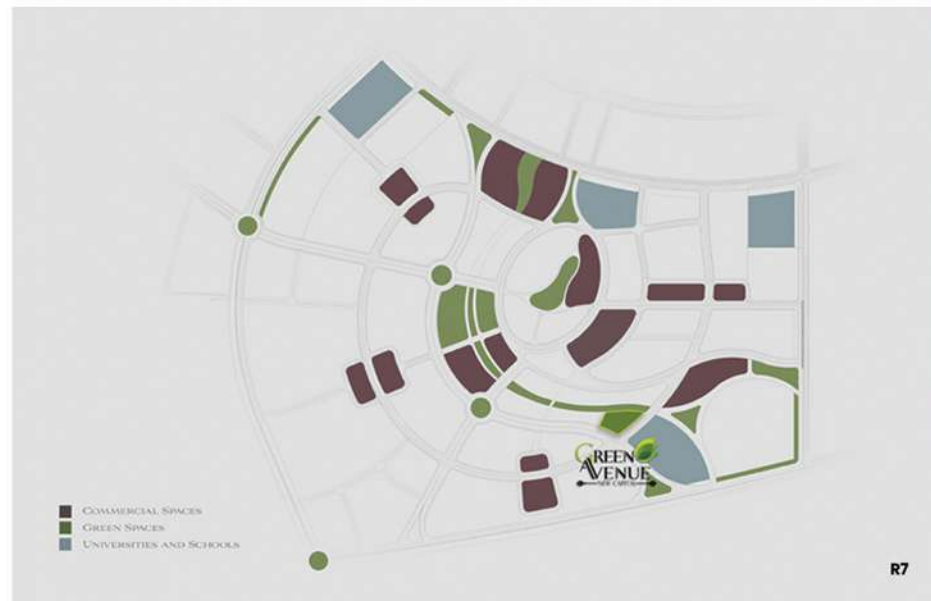 GREEN
AVENUE
NEW CAPITAL
COMMERCIAL SPACES
GREEN SPACES
UNIVERSITIES AND SCHOOLS
R7